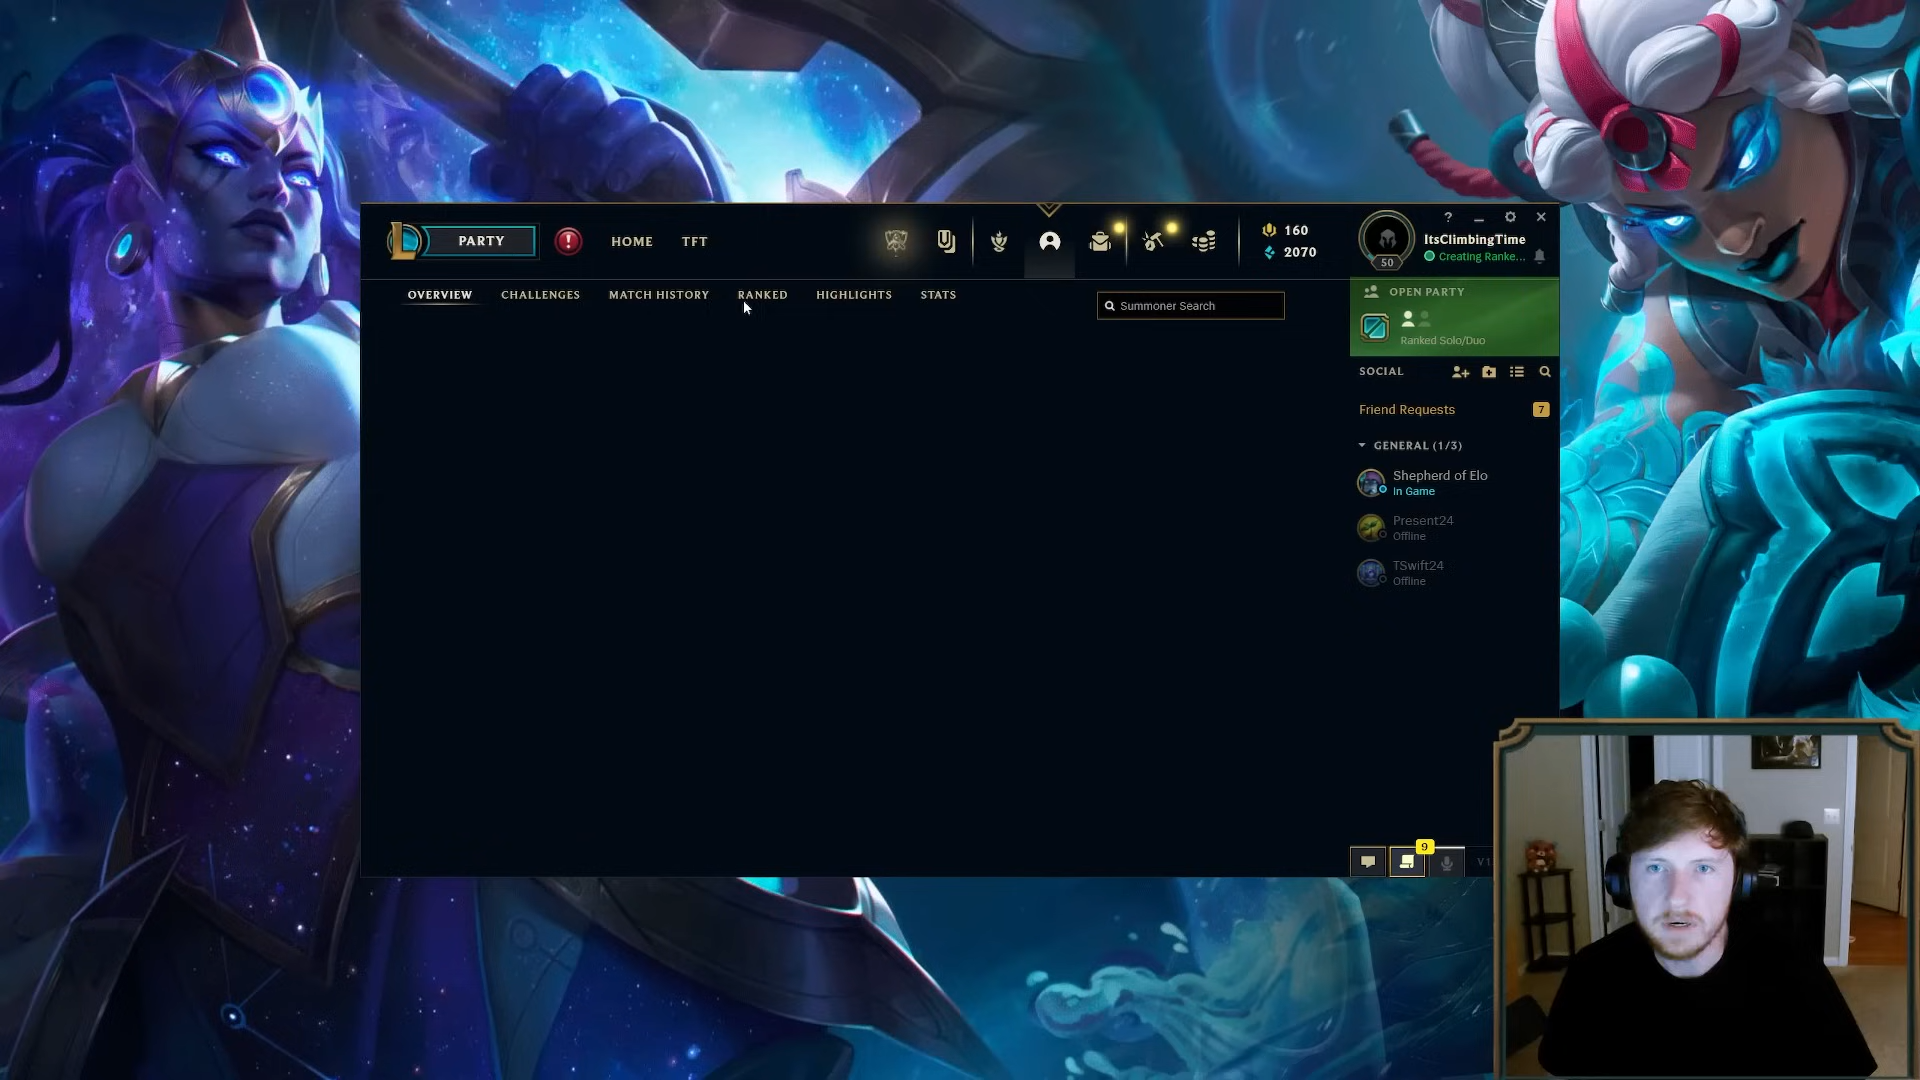 PARTY
HOME
TFT
160
2070
50
?
ItsClimbingTime
Creating Ranke...
OVERVIEW
CHALLENGES
MATCH HISTORY
RANKED
HIGHLIGHTS
STATS
Summoner Search
OPEN PARTY
Ranked Solo/Duo
SOCIAL
Friend Requests
7
GENERAL (1/3)
Shepherd of Elo
In Game
Present24
Offline
TSwift24
Offline
9
V1